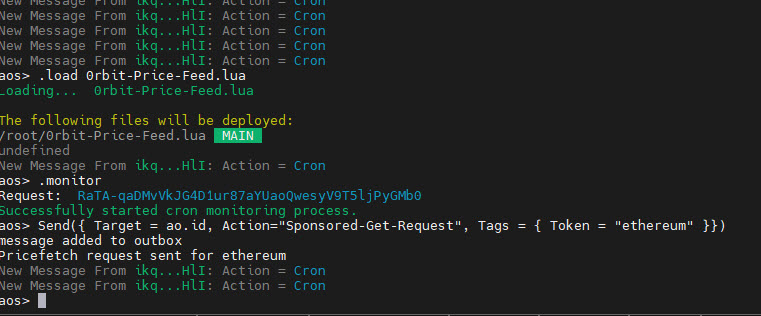 New Message From ikq...HlI: Action = Cron
New Message From ikq...HlI: Action = Cron
New Message From ikq...HlI: Action = Cron
New Message From ikq...HlI: Action = Cron
aos> .load 0rbit-Price-Feed.lua
Loading... 0rbit-Price-Feed.lua
The following files will be deployed:
/root/0rbit-Price-Feed.lua MAIN
undefined
New Message From ikq...HlI: Action = Cron
aos> .monitor
Request: RaTA-qaDMvVkJG4D1ur87aYUaoQwesyV9T5ljPyGMb0
Successfully started cron monitoring process.
aos> Send({ Target = ao.id, Action="Sponsored-Get-Request", Tags = { Token = "ethereum" }})
message added to outbox
Pricefetch request sent for ethereum
New Message From ikq...HlI: Action = Cron
New Message From ikq...HlI: Action = Cron
aos>